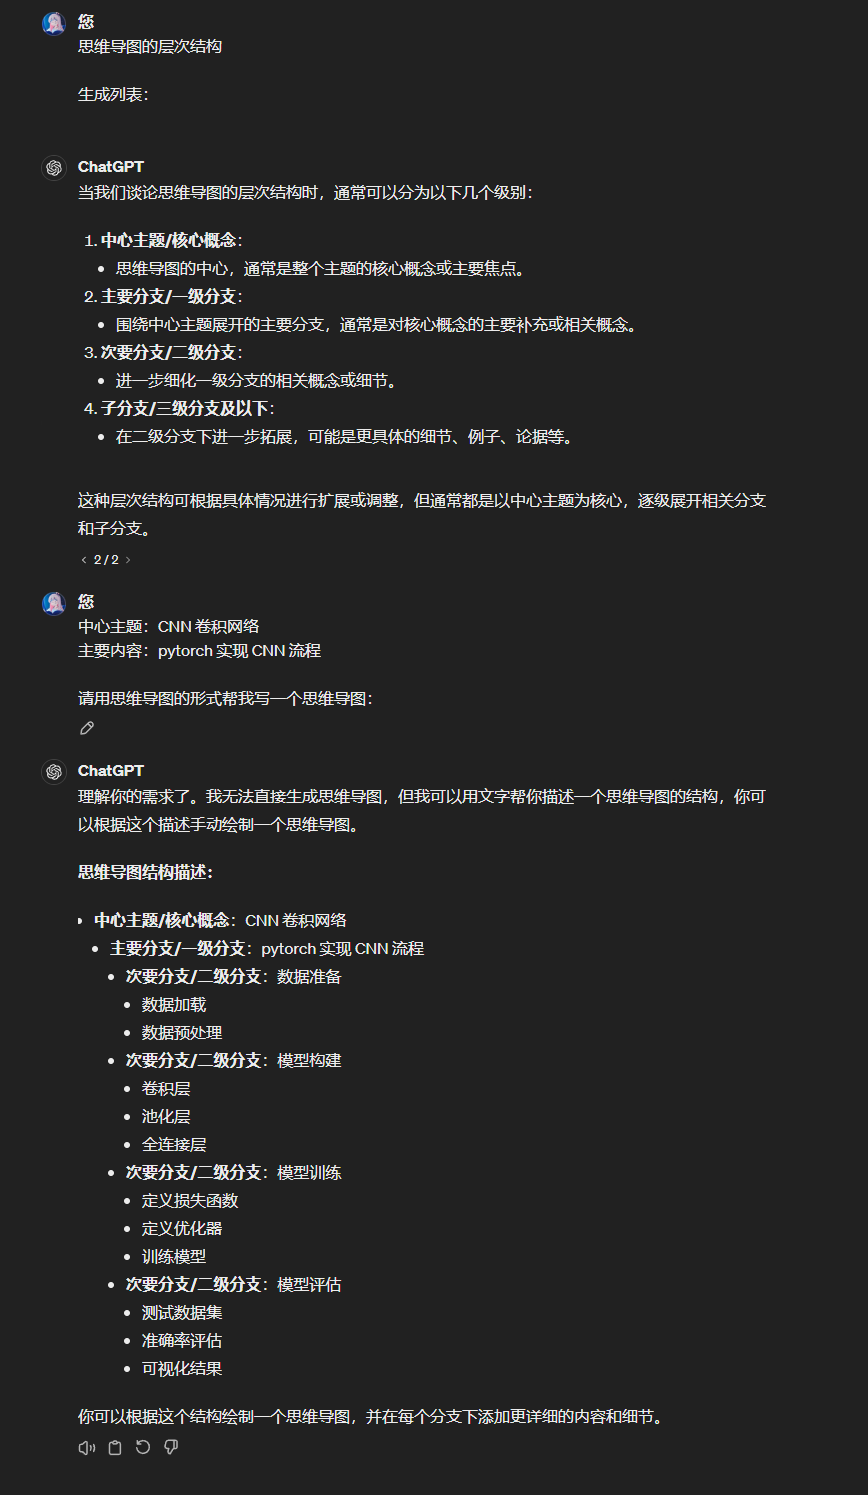 您
思维导图的层次结构
生成列表：
ChatGPT
当我们谈论思维导图的层次结构时，通常可以分为以下几个级别：
1. 中心主题/核心概念：
• 思维导图的中心，通常是整个主题的核心概念或主要焦点。
2. 主要分支/一级分支：
• 围绕中心主题展开的主要分支，通常是对核心概念的主要补充或相关概念。
3. 次要分支/二级分支：
• 进一步细化一级分支的相关概念或细节。
4. 子分支/三级分支及以下：
• 在二级分支下进一步拓展，可能是更具体的细节、例子、论据等。
这种层次结构可根据具体情况进行扩展或调整，但通常都是以中心主题为核心，逐级展开相关分支
和子分支。
< 2 / 2 >
您
中心主题：CNN 卷积网络
主要内容：pytorch 实现 CNN 流程
请用思维导图的形式帮我写一个思维导图：
ChatGPT
理解你的需求了。我无法直接生成思维导图，但我可以用文字帮你描述一个思维导图的结构，你可
以根据这个描述手动绘制一个思维导图。
思维导图结构描述：
• 中心主题/核心概念：CNN 卷积网络
• 主要分支/一级分支：pytorch 实现 CNN 流程
• 次要分支/二级分支：数据准备
• 数据加载
• 数据预处理
• 次要分支/二级分支：模型构建
• 卷积层
• 池化层
• 全连接层
• 次要分支/二级分支：模型训练
• 定义损失函数
• 定义优化器
• 训练模型
• 次要分支/二级分支：模型评估
• 测试数据集
• 准确率评估
• 可视化结果
你可以根据这个结构绘制一个思维导图，并在每个分支下添加更详细的内容和细节。